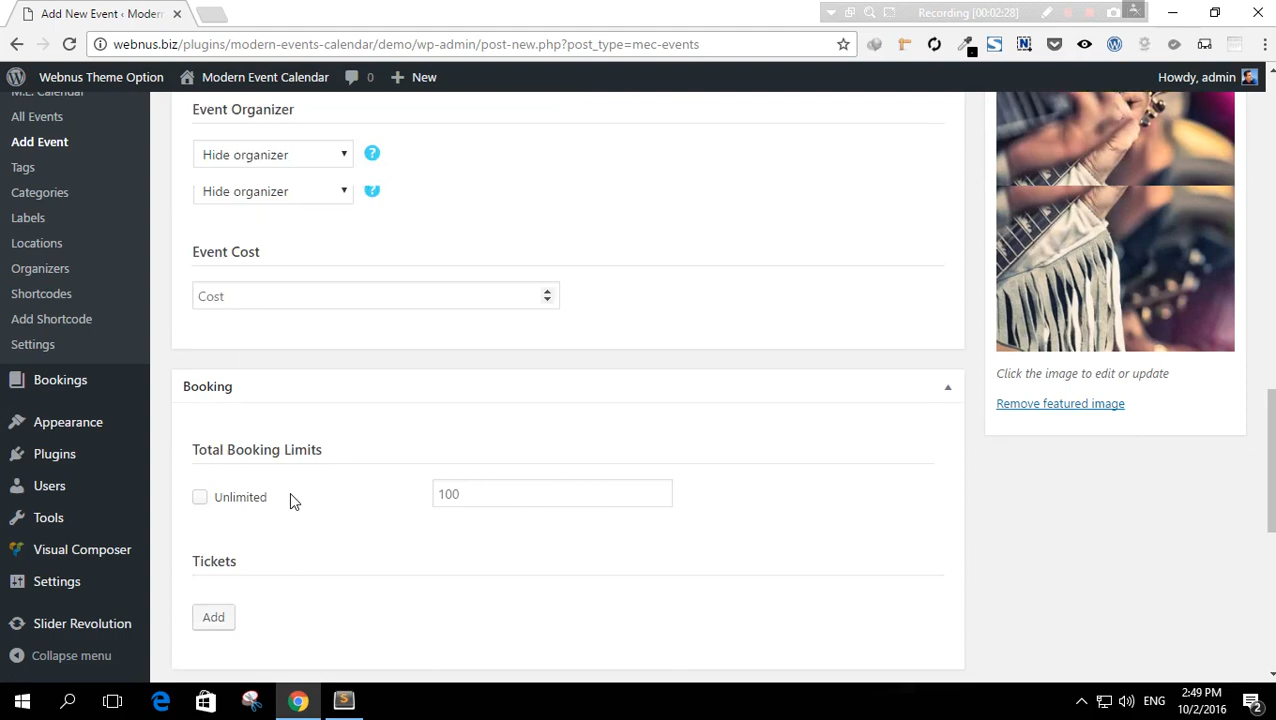 Add New Event ‹ Modern
Recording [00:02:28]
webnus.biz/plugins/modern-events-calendar/demo/wp-admin/post-new.php?post_type=mec-events
Webnus Theme Option
Modern Event Calendar
0
New
Howdy, admin
M.E. Calendar
All Events
Add Event
Tags
Categories
Labels
Locations
Organizers
Shortcodes
Add Shortcode
Settings
Bookings
Appearance
Plugins
Users
Tools
Visual Composer
Settings
Slider Revolution
Collapse menu
Event Organizer
Hide organizer
?
Hide organizer
?
Event Cost
Cost
Booking
Total Booking Limits
Unlimited
100
Tickets
Add
Click the image to edit or update
Remove featured image
ENG
2:49 PM
10/2/2016
2